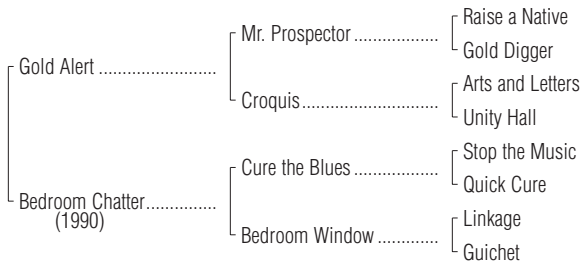 Raise a Native
Mr. Prospector ..................
Gold Digger
Gold Alert .........................
Arts and Letters
Croquis.............................
Unity Hall
Stop the Music
Cure the Blues ..................
Quick Cure
Bedroom Chatter...............
(1990)
Linkage
Bedroom Window .............
Guichet